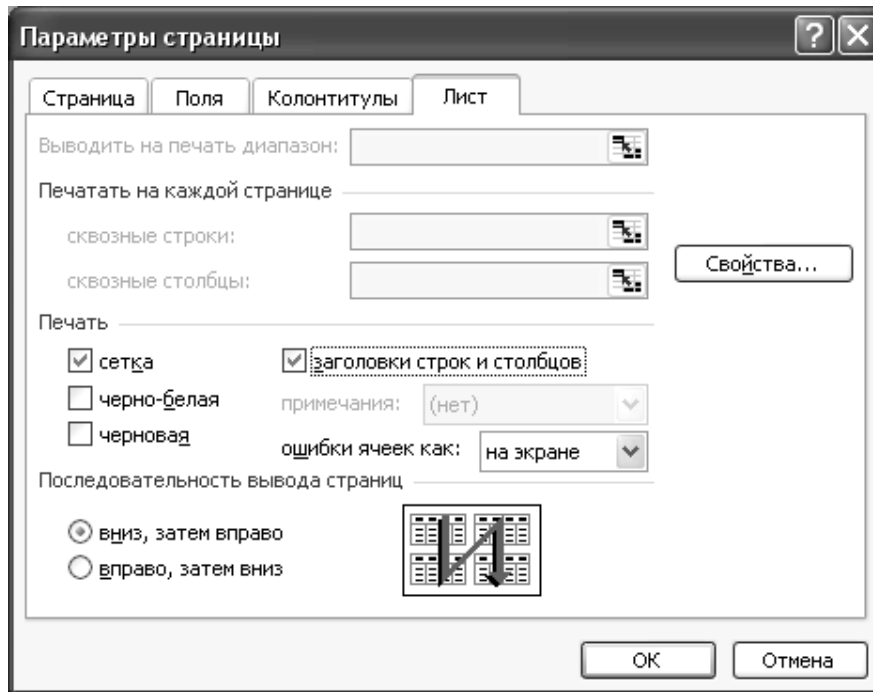 Параметры страницы
Страница Поля Колонтитулы Лист
Выводить на печать диапазон:
Печатать на каждой странице
сквозные строки:
Свойства...
сквозные столбцы:
Печать
сетка заголовки строк и столбцов
черно-белая примечания: (нет)
черновая ошибки ячеек как: на экране
Последовательность вывода страниц
вниз, затем вправо
вправо, затем вниз
ОК Отмена